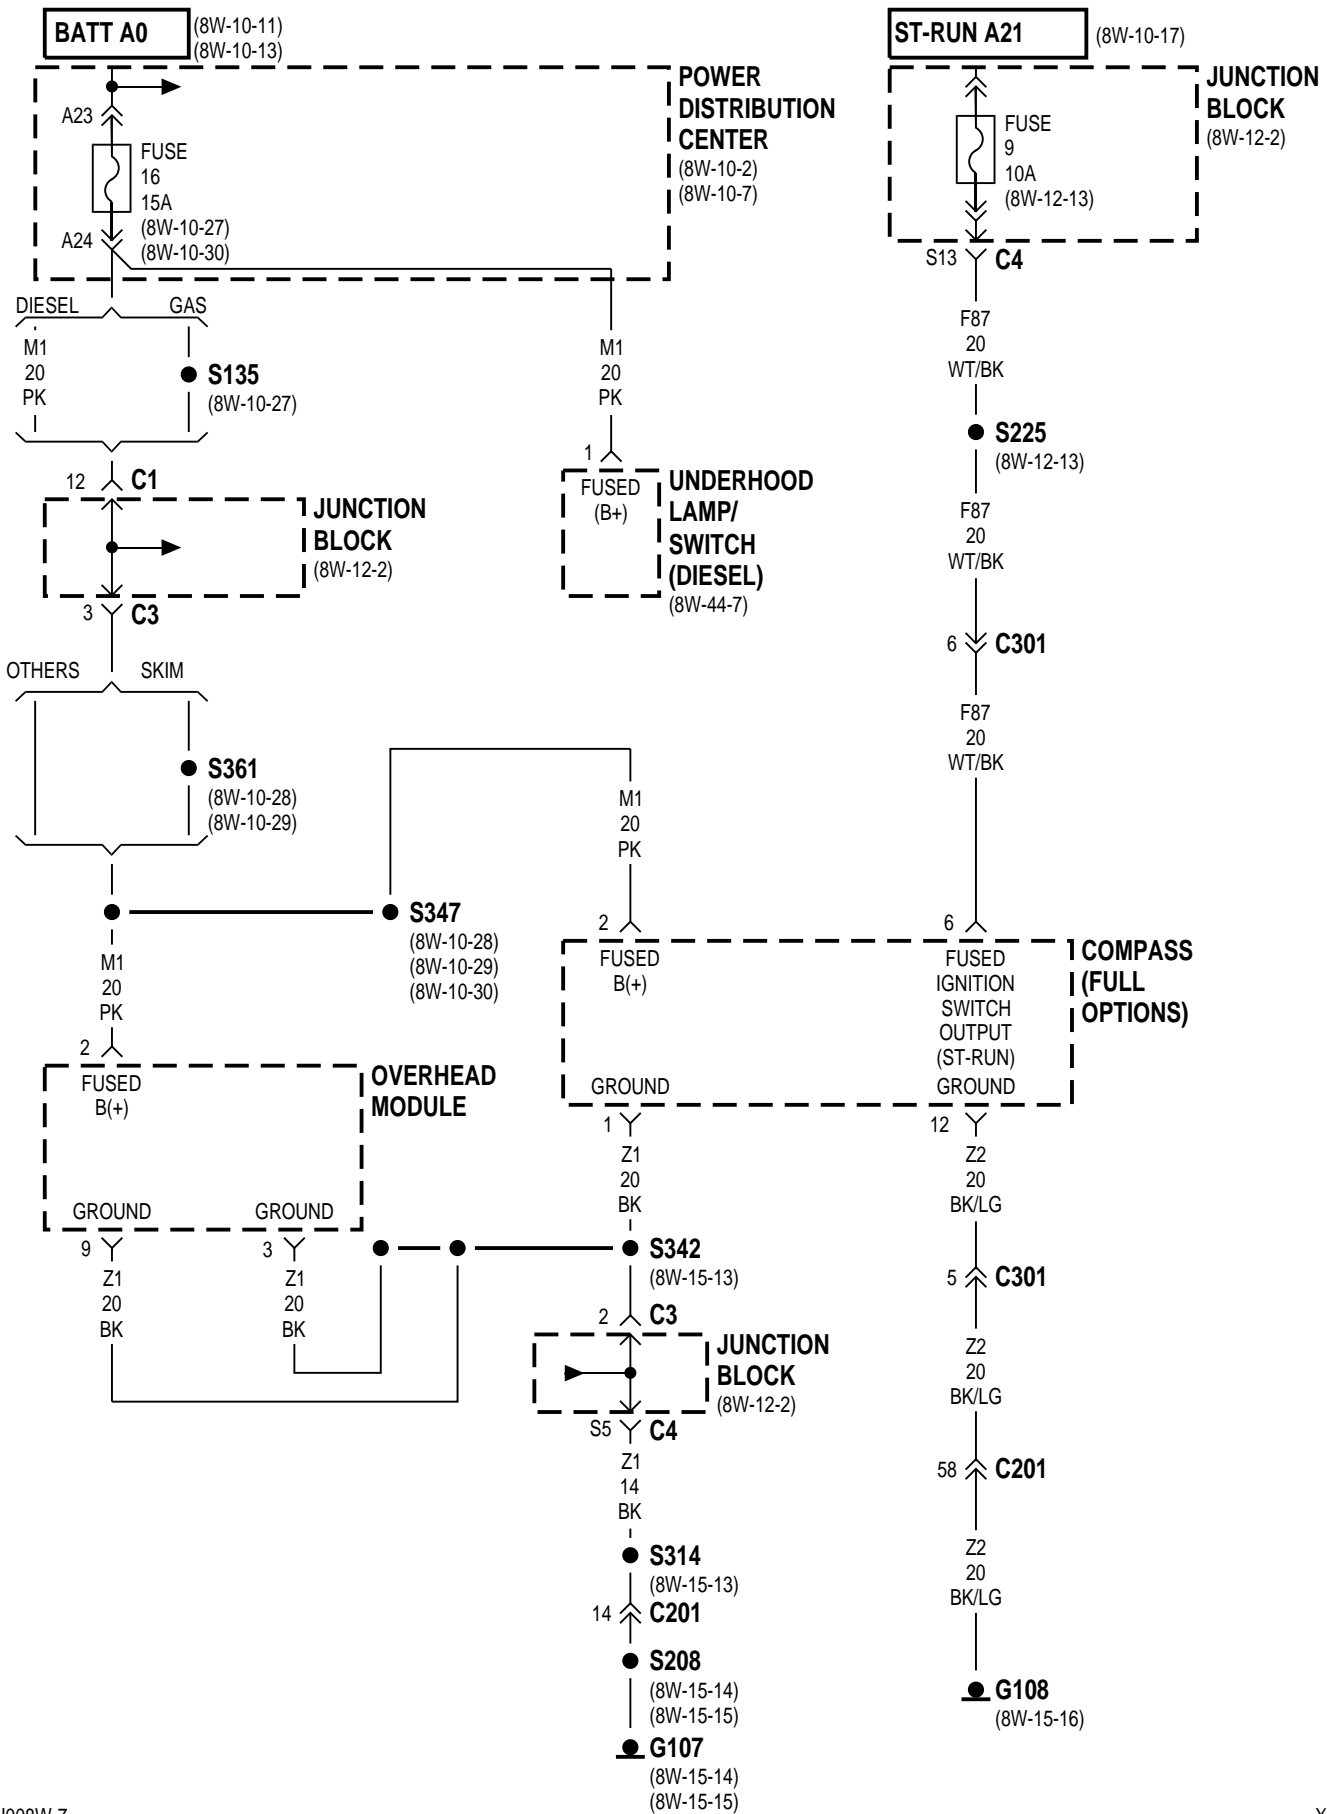 BATT A0
(8W-10-11)
(8W-10-13)
ST-RUN A21
(8W-10-17)
POWER
DISTRIBUTION
CENTER
(8W-10-2)
(8W-10-7)
A23
FUSE
16
15A
(8W-10-27)
(8W-10-30)
A24
JUNCTION
BLOCK
(8W-12-2)
FUSE
9
10A
(8W-12-13)
S13
C4
DIESEL
GAS
M1
20
PK
S135
(8W-10-27)
M1
20
PK
F87
20
WT/BK
S225
(8W-12-13)
12
C1
JUNCTION
BLOCK
(8W-12-2)
3
C3
1
FUSED
(B+)
UNDERHOOD
LAMP/
SWITCH
(DIESEL)
(8W-44-7)
F87
20
WT/BK
6
C301
F87
20
WT/BK
OTHERS
SKIM
S361
(8W-10-28)
(8W-10-29)
M1
20
PK
S347
(8W-10-28)
(8W-10-29)
(8W-10-30)
M1
20
PK
2
FUSED
B(+)
6
FUSED
IGNITION
SWITCH
OUTPUT
(ST-RUN)
COMPASS
(FULL
OPTIONS)
GROUND
GROUND
2
FUSED
B(+)
OVERHEAD
MODULE
GROUND
GROUND
9
Z1
20
BK
3
Z1
20
BK
1
Z1
20
BK
S342
(8W-15-13)
2
C3
JUNCTION
BLOCK
(8W-12-2)
S5
C4
Z1
14
BK
S314
(8W-15-13)
14
C201
S208
(8W-15-14)
(8W-15-15)
G107
(8W-15-14)
(8W-15-15)
12
Z2
20
BK/LG
5
C301
Z2
20
BK/LG
58
C201
Z2
20
BK/LG
G108
(8W-15-16)